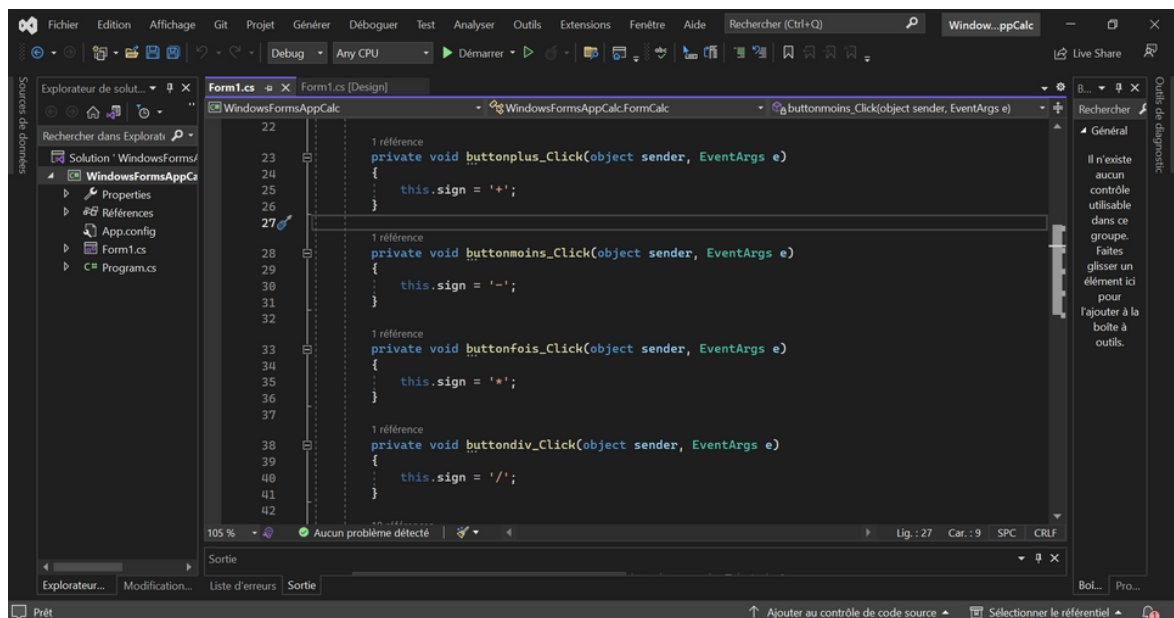 Fichier Edition Affichage Git Projet Générer Déboguer Test Analyser Outils Extensions Fenêtre Aide Rechercher (Ctrl+Q) Window...ppCalc
Debug Any CPU Démarrer Live Share
Sources de données
Explorateur de solut...
Rechercher dans Explorate
Solution ' WindowsForms/
WindowsFormsAppCa
Properties
Références
App.config
Form1.cs
Program.cs
Explorateur... Modification...
Form1.cs Form1.cs [Design]
WindowsFormsAppCalc WindowsFormsAppCalc.FormCalc buttonmoins_Click(object sender, EventArgs e)
22
1 référence
23 private void buttonplus_Click(object sender, EventArgs e)
24 {
25 this.sign = '+';
26 }
27
1 référence
28 private void buttonmoins_Click(object sender, EventArgs e)
29 {
30 this.sign = '-';
31 }
32
1 référence
33 private void buttonfois_Click(object sender, EventArgs e)
34 {
35 this.sign = '*';
36 }
37
1 référence
38 private void buttondiv_Click(object sender, EventArgs e)
39 {
40 this.sign = '/';
41 }
42
105 % Aucun problème détecté Lig. : 27 Car. : 9 SPC CRLF
Sortie
Liste d'erreurs Sortie
B...
Rechercher
Général
Il n'existe
aucun
contrôle
utilisable
dans ce
groupe.
Faites
glisser un
élément ici
pour
l'ajouter à la
boîte à
outils.
Boî... Pro...
Outils de diagnostic
Prêt Ajouter au contrôle de code source Sélectionner le référentiel